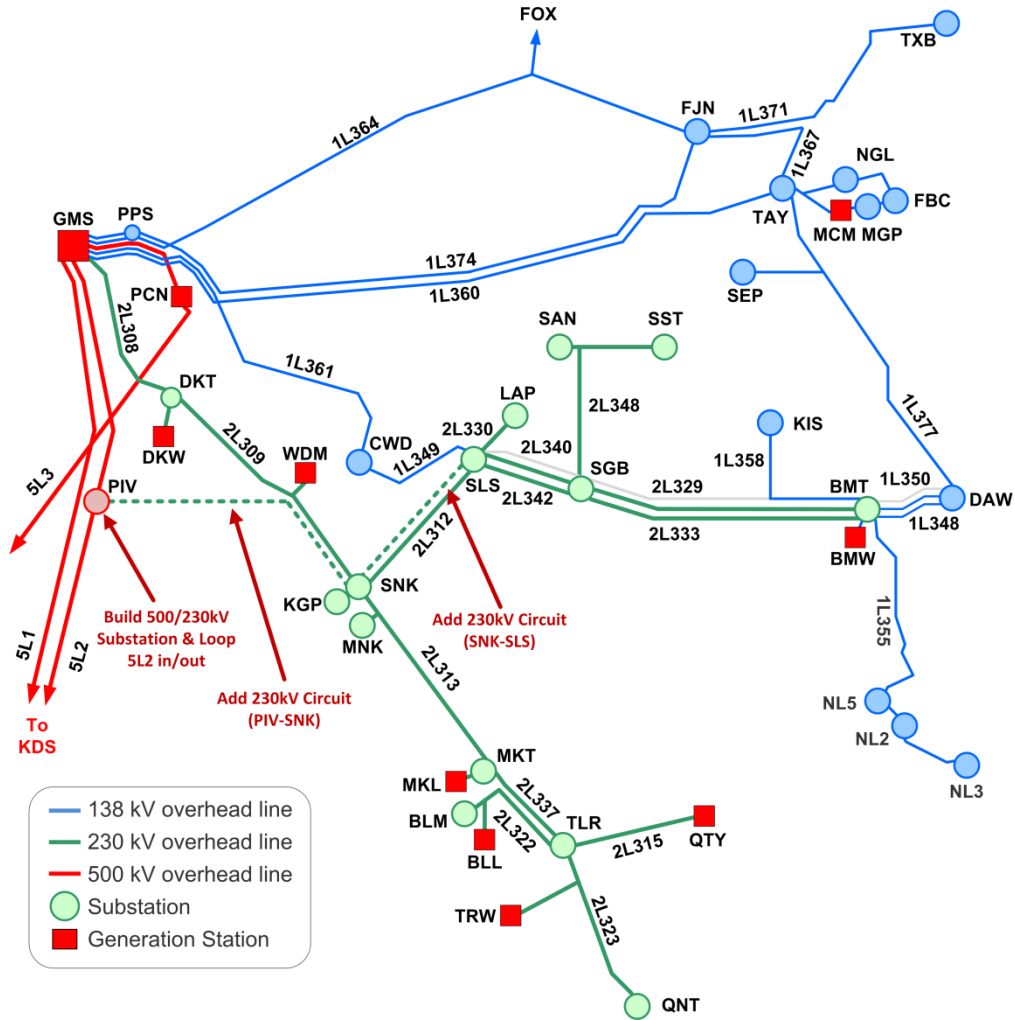 FOX
TXB
FJN
1L371
1L364
1L367
NGL
TAY
FBC
MCM
MGP
GMS
PPS
1L374
1L360
SEP
PCN
2L308
SAN
SST
1L361
DKT
LAP
2L348
1L377
2L309
DKW
WDM
CWD
1L349
2L330
2L340
KIS
5L3
PIV
SLS
SGB
1L358
1L350
2L342
2L329
BMT
DAW
2L312
2L333
1L348
BMW
SNK
KGP
MNK
Build 500/230kV
Substation & Loop
5L2 in/out
Add 230kV Circuit
(SNK-SLS)
1L355
5L1
5L2
Add 230kV Circuit
(PIV-SNK)
2L313
NL5
NL2
NL3
To
KDS
MKT
MKL
2L337
BLM
2L322
TLR
BLL
2L315
QTY
TRW
2L323
QNT
138 kV overhead line
230 kV overhead line
500 kV overhead line
Substation
Generation Station